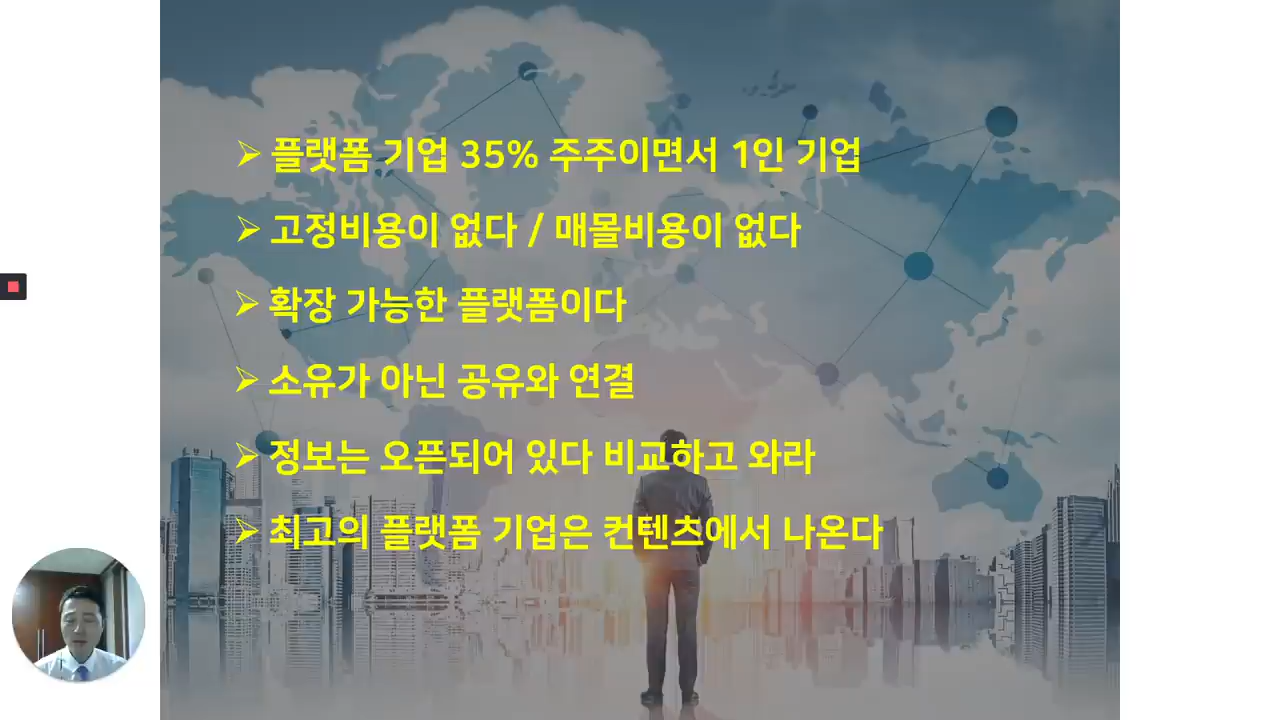 ➢ 플랫폼 기업 35% 주주이면서 1인 기업
➢ 고정비용이 없다 / 매몰비용이 없다
➢ 확장 가능한 플랫폼이다
➢ 소유가 아닌 공유와 연결
➢ 정보는 오픈되어 있다 비교하고 와라
➢ 최고의 플랫폼 기업은 컨텐츠에서 나온다